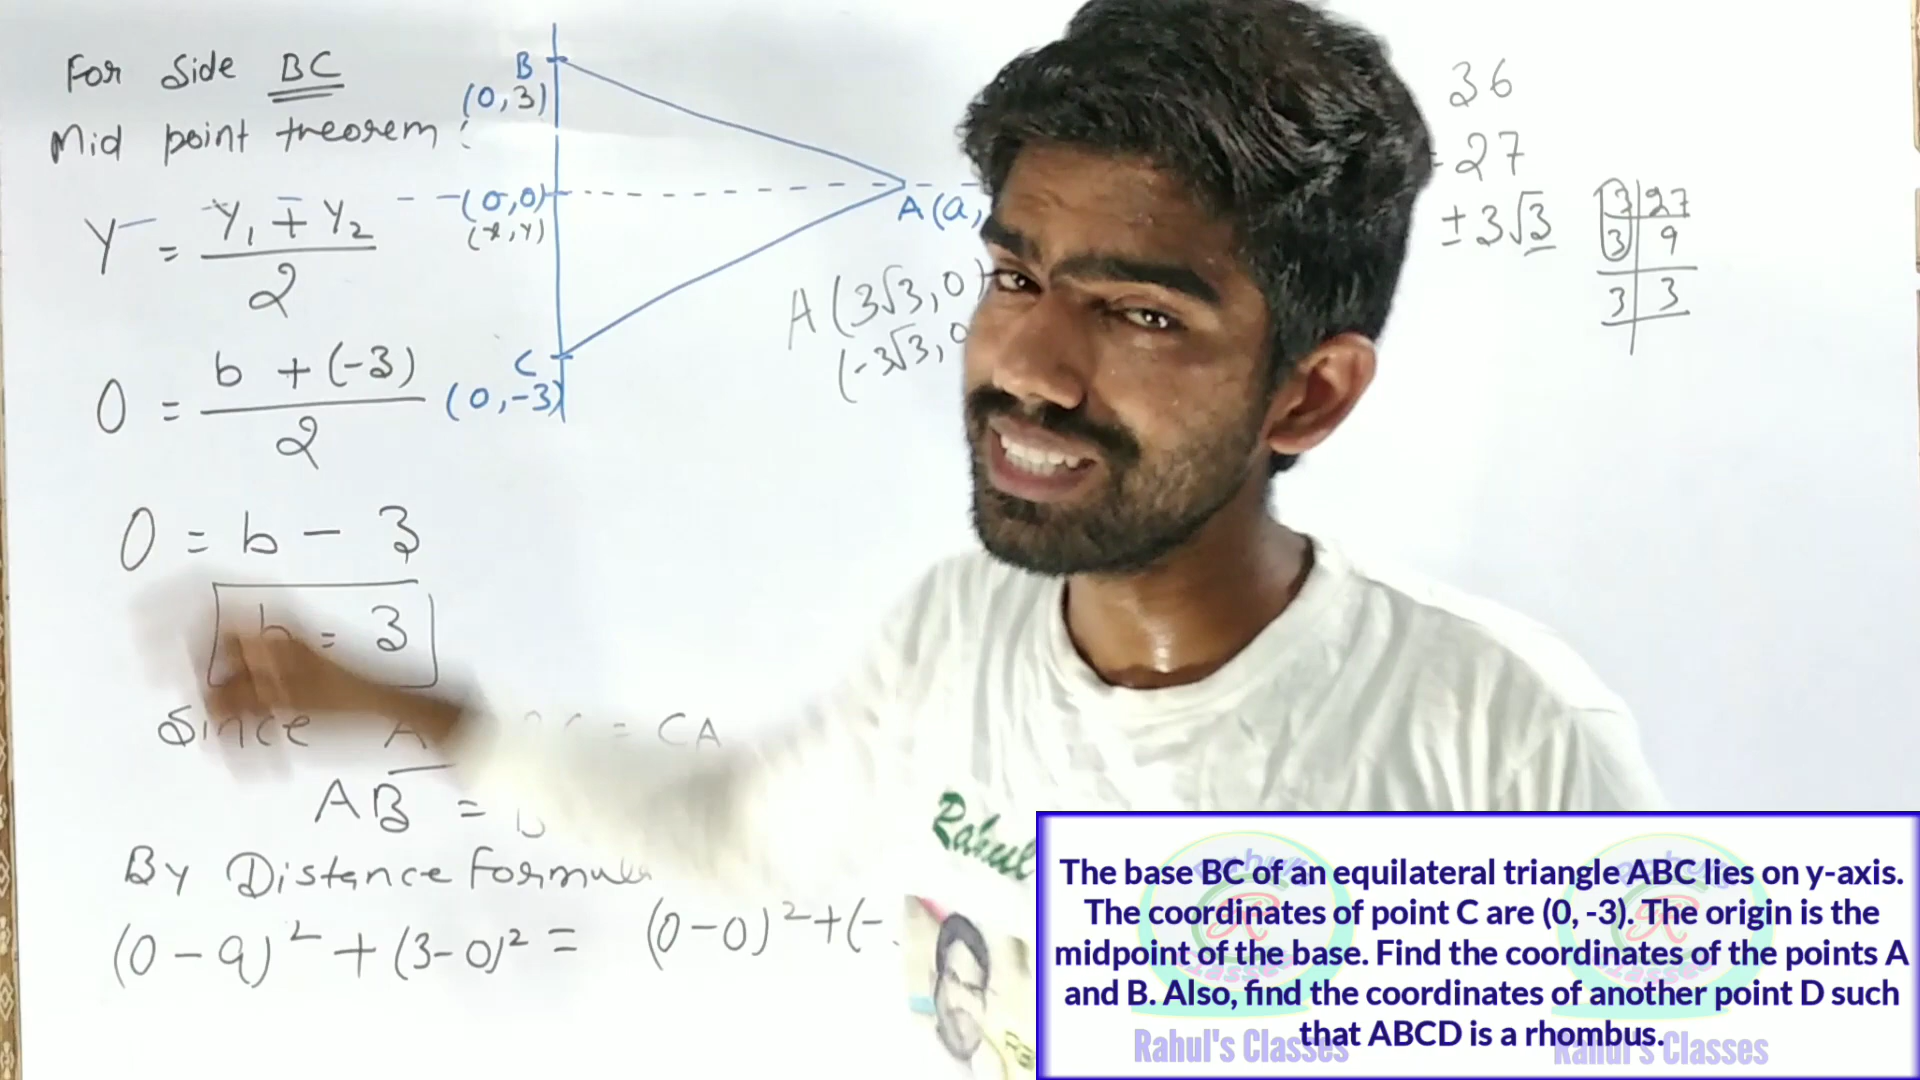 For Side BC
Mid point treorem :
Y = Y₁ + Y₂ / 2
0 = b + (-3) / 2
0 = b - 3
b = 3
Since A = CA
AB =
By Distance Formula
(0 - a)² + (3-0)² = (0-0)² + (-
B
(0, 3)
(0,0)
(x, y)
C
(0, -3)
A (a,
A (3√3, 0)
(-3√3, 0
36
27
± 3√3
3 | 27
3 | 9
3 | 3
Rahul
The base BC of an equilateral triangle ABC lies on y-axis.
The coordinates of point C are (0, -3). The origin is the
midpoint of the base. Find the coordinates of the points A
and B. Also, find the coordinates of another point D such
that ABCD is a rhombus.
Rahul's Classes
Rahul's Classes